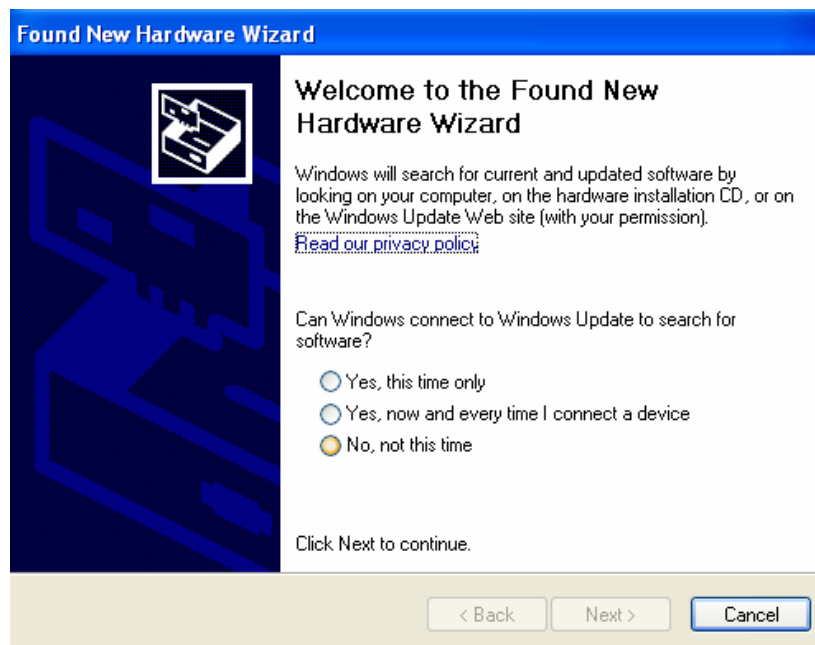 Found New Hardware Wizard
Welcome to the Found New
Hardware Wizard
Windows will search for current and updated software by
looking on your computer, on the hardware installation CD, or on
the Windows Update Web site (with your permission).
Read our privacy policy
Can Windows connect to Windows Update to search for
software?
Yes, this time only
Yes, now and every time I connect a device
No, not this time
Click Next to continue.
< Back
Next >
Cancel